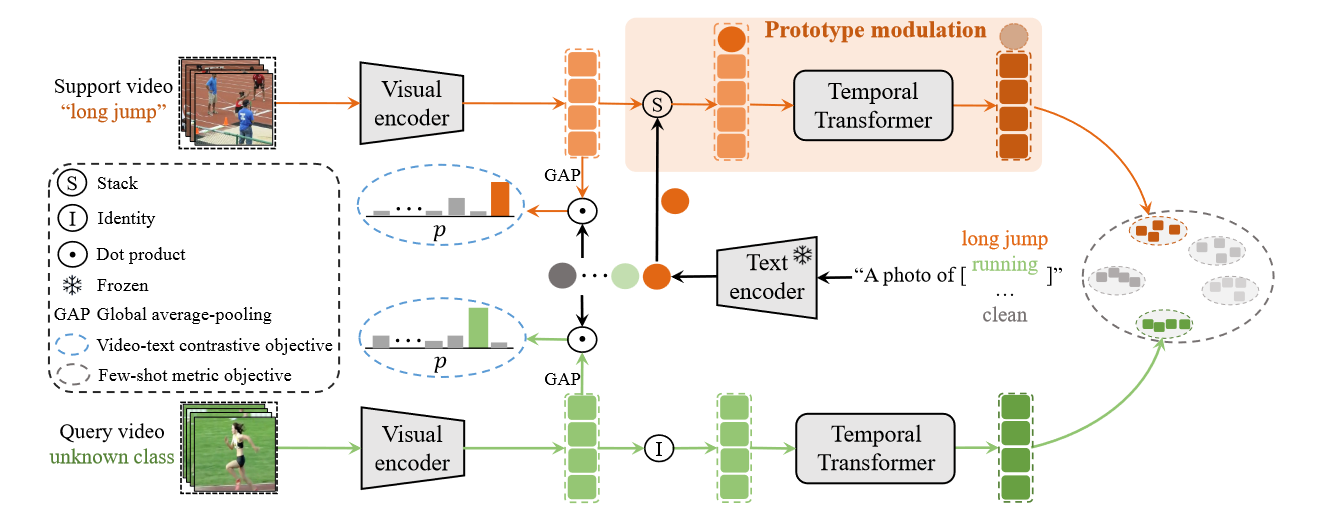 Prototype modulation
Support video
“long jump”
Visual
encoder
S
Temporal
Transformer
GAP
p
S Stack
I Identity
Dot product
Frozen
GAP Global average-pooling
Video-text contrastive objective
Few-shot metric objective
Text
encoder
“A photo of [ ]”
long jump
running
...
clean
p
GAP
Query video
unknown class
Visual
encoder
I
Temporal
Transformer